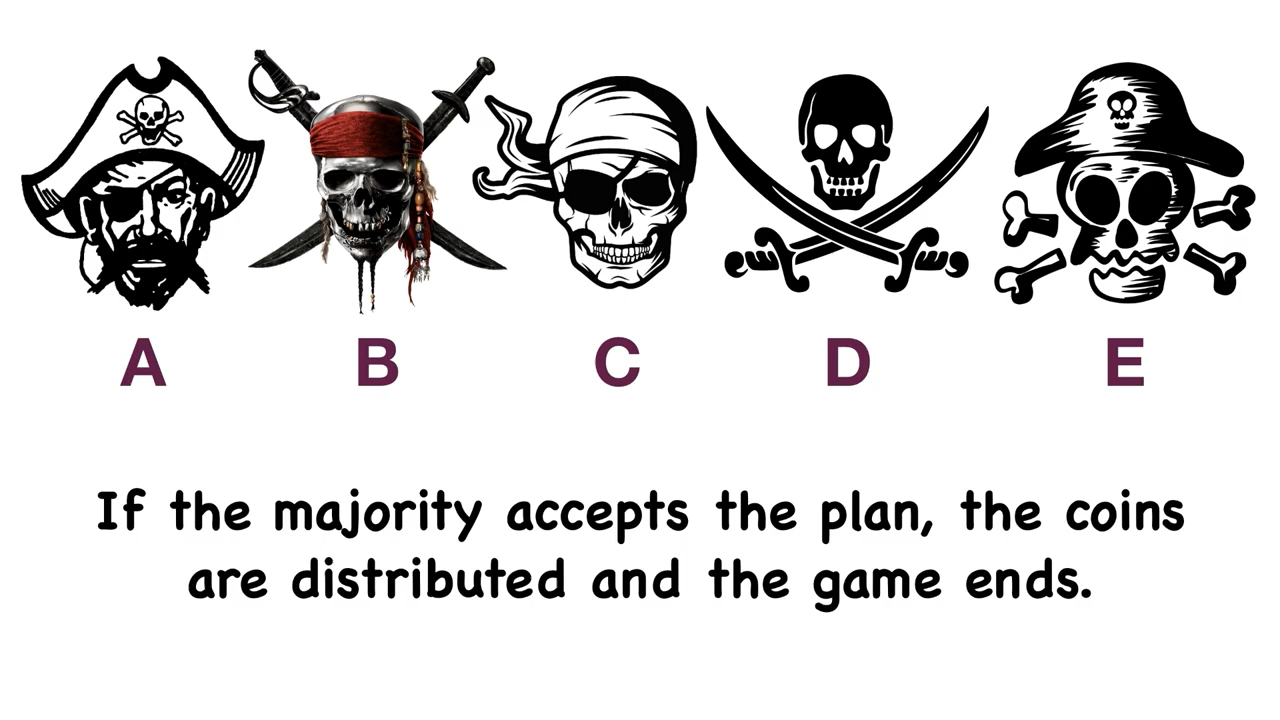 A B C D E
If the majority accepts the plan, the coins
are distributed and the game ends.